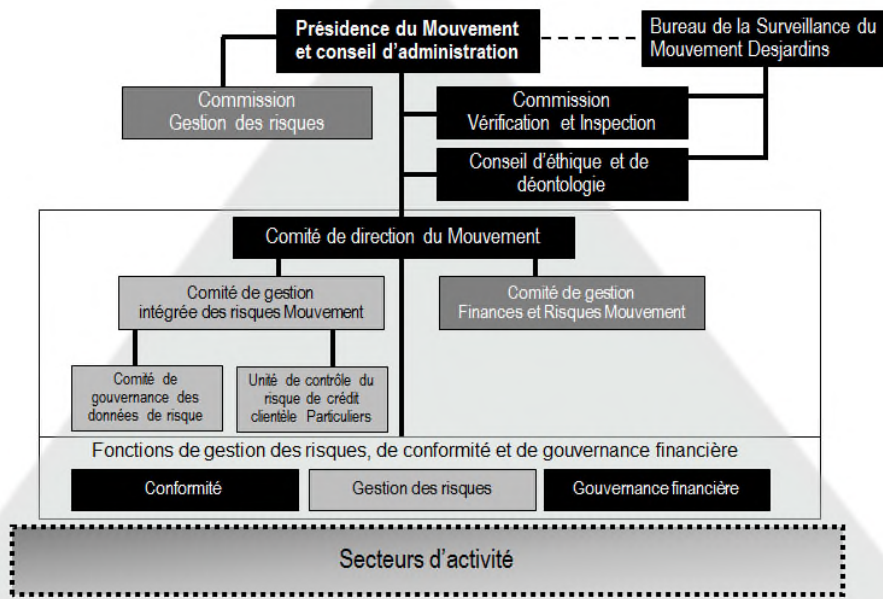 Présidence du Mouvement
et conseil d'administration
Bureau de la Surveillance du
Mouvement Desjardins
Commission
Gestion des risques
Commission
Vérification et Inspection
Conseil d'éthique et de
déontologie
Comité de direction du Mouvement
Comité de gestion
intégrée des risques Mouvement
Comité de gestion
Finances et Risques Mouvement
Comité de
gouvernance des
données de risque
Unité de contrôle du
risque de crédit
clientèle Particuliers
Fonctions de gestion des risques, de conformité et de gouvernance financière
Conformité
Gestion des risques
Gouvernance financière
Secteurs d'activité